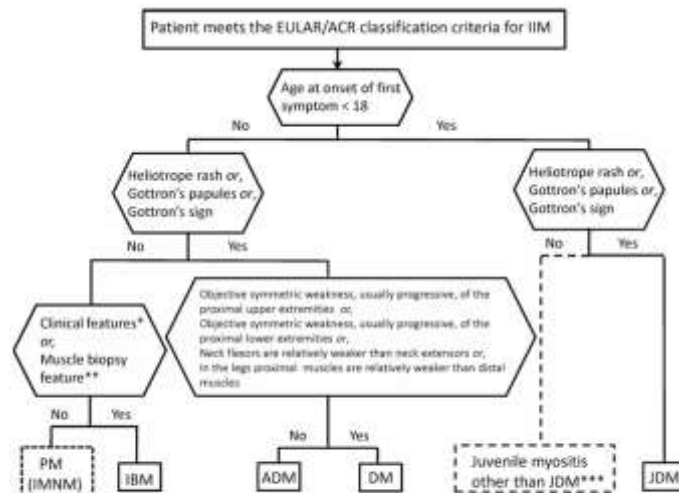 Patient meets the EULAR/ACR classification criteria for IIM
Age at onset of first
symptom < 18
No
Yes
Heliotrope rash or,
Gottron's papules or,
Gottron's sign
Heliotrope rash or,
Gottron's papules or,
Gottron's sign
No
Yes
No
Yes
Objective symmetric weakness, usually progressive, of the
proximal upper extremities or,
Objective symmetric weakness, usually progressive, of the
proximal lower extremities or,
Neck flexors are relatively weaker than neck extensors or,
In the legs proximal muscles are relatively weaker than distal
muscles
Clinical features*
or,
Muscle biopsy
feature**
No
Yes
No
Yes
PM
(IMNM)
IBM
ADM
DM
Juvenile myositis
other than JDM***
JDM